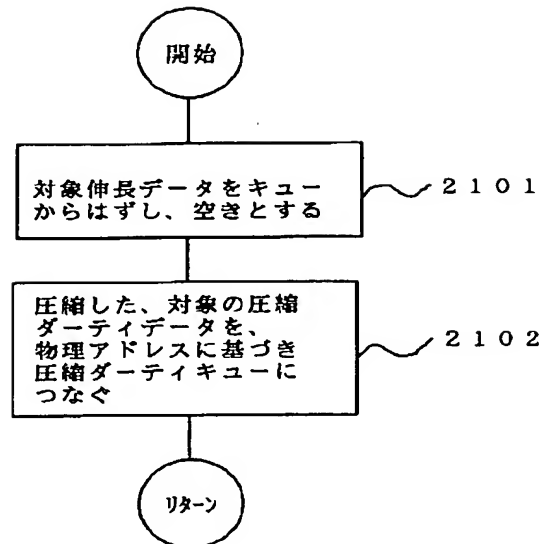 開始
対象伸長データをキュー
からはずし、空きとする
2101
圧縮した、対象の圧縮
ダーティデータを、
物理アドレスに基づき
圧縮ダーティキューに
つなぐ
2102
リターン